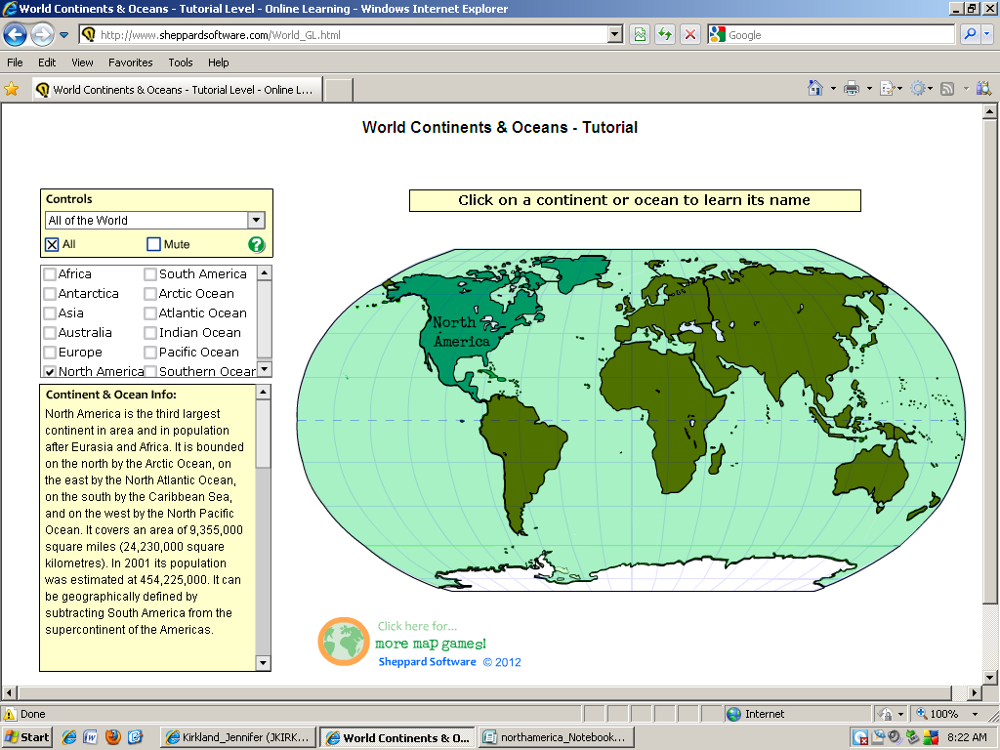 World Continents & Oceans - Tutorial Level - Online Learning - Windows Internet Explorer
http://www.sheppardsoftware.com/World_GL.html
Google
File Edit View Favorites Tools Help
World Continents & Oceans - Tutorial Level - Online L...
World Continents & Oceans - Tutorial
Controls
All of the World
All Mute ?
Click on a continent or ocean to learn its name
Africa South America
Antarctica Arctic Ocean
Asia Atlantic Ocean
Australia Indian Ocean
Europe Pacific Ocean
North America Southern Ocean
North
America
Continent & Ocean Info:
North America is the third largest
continent in area and in population
after Eurasia and Africa. It is bounded
on the north by the Arctic Ocean, on
the east by the North Atlantic Ocean,
on the south by the Caribbean Sea,
and on the west by the North Pacific
Ocean. It covers an area of 9,355,000
square miles (24,230,000 square
kilometres). In 2001 its population
was estimated at 454,225,000. It can
be geographically defined by
subtracting South America from the
supercontinent of the Americas.
Click here for...
more map games!
Sheppard Software © 2012
Done Internet 100%
Start Kirkland_Jennifer (JKIRK... World Continents & O... northamerica_Notebook... 8:22 AM